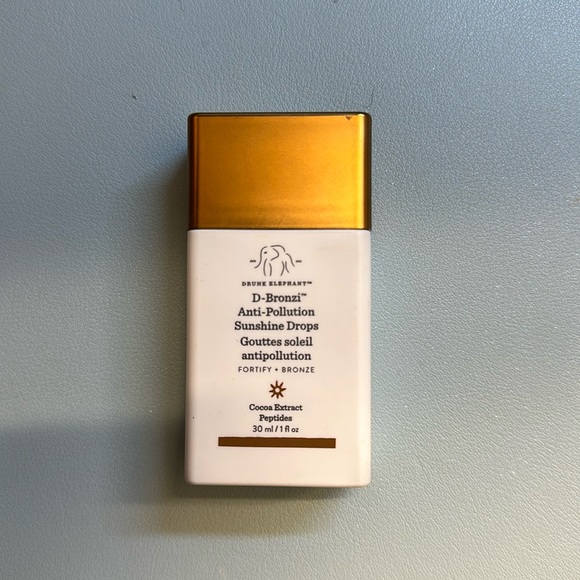 DRUNK ELEPHANT™
D-Bronzi™
Anti-Pollution
Sunshine Drops
Gouttes soleil
antipollution
FORTIFY + BRONZE
Cocoa Extract
Peptides
30 ml / 1 fl oz